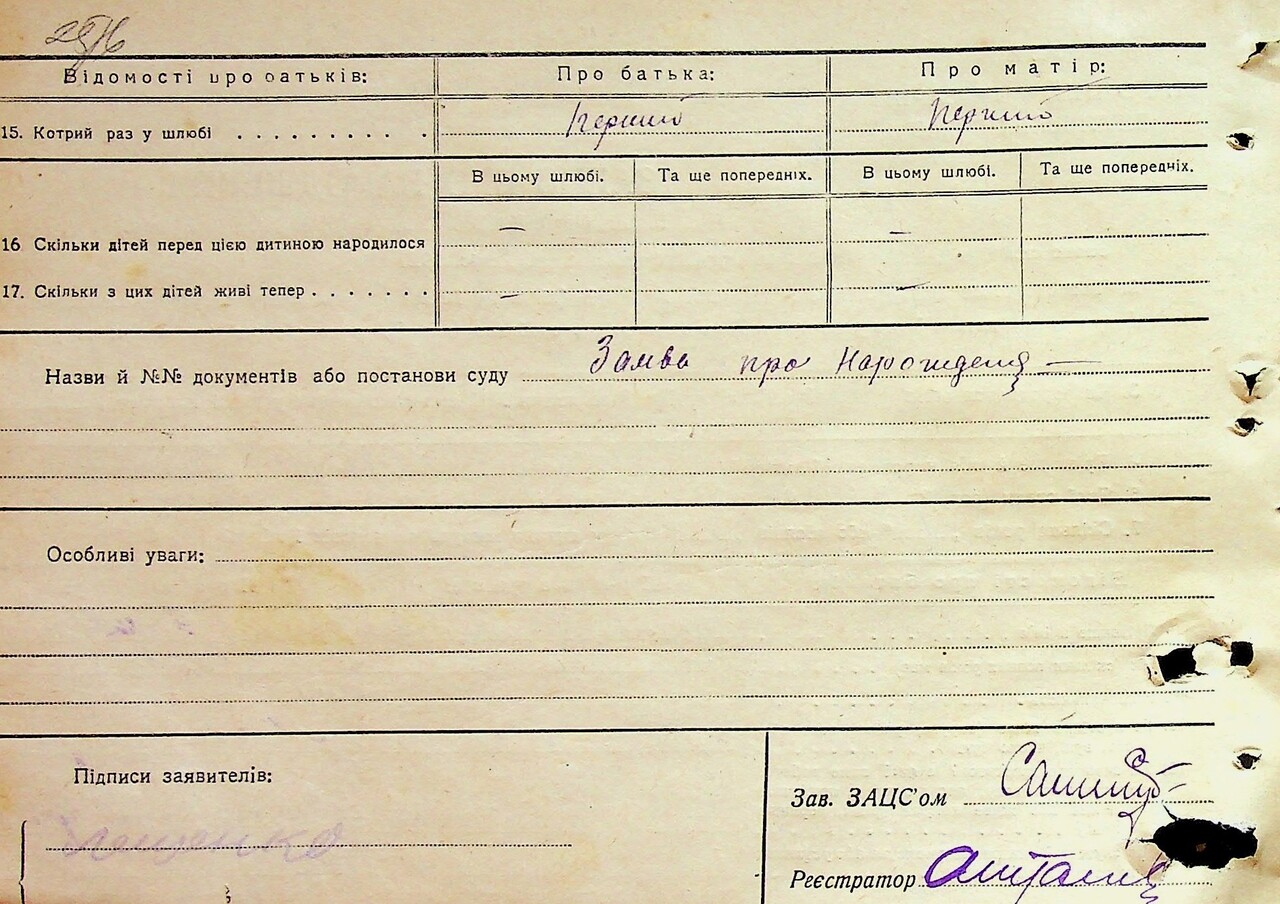 Відомості про батьків: Про батька: Про матір:
15. Котрий раз у шлюбі . . . . . . . . . . перший перший
В цьому шлюбі. Та ще попередніх. В цьому шлюбі. Та ще попередніх.
16. Скільки дітей перед цією дитиною народилося — —
17. Скільки з цих дітей живі тепер . . . . . . . — —
Назви й №№ документів або постанови суду Заява про Народження —
Особливі уваги:
Підписи заявителів:
Зав. ЗАЦС'ом
Реєстратор